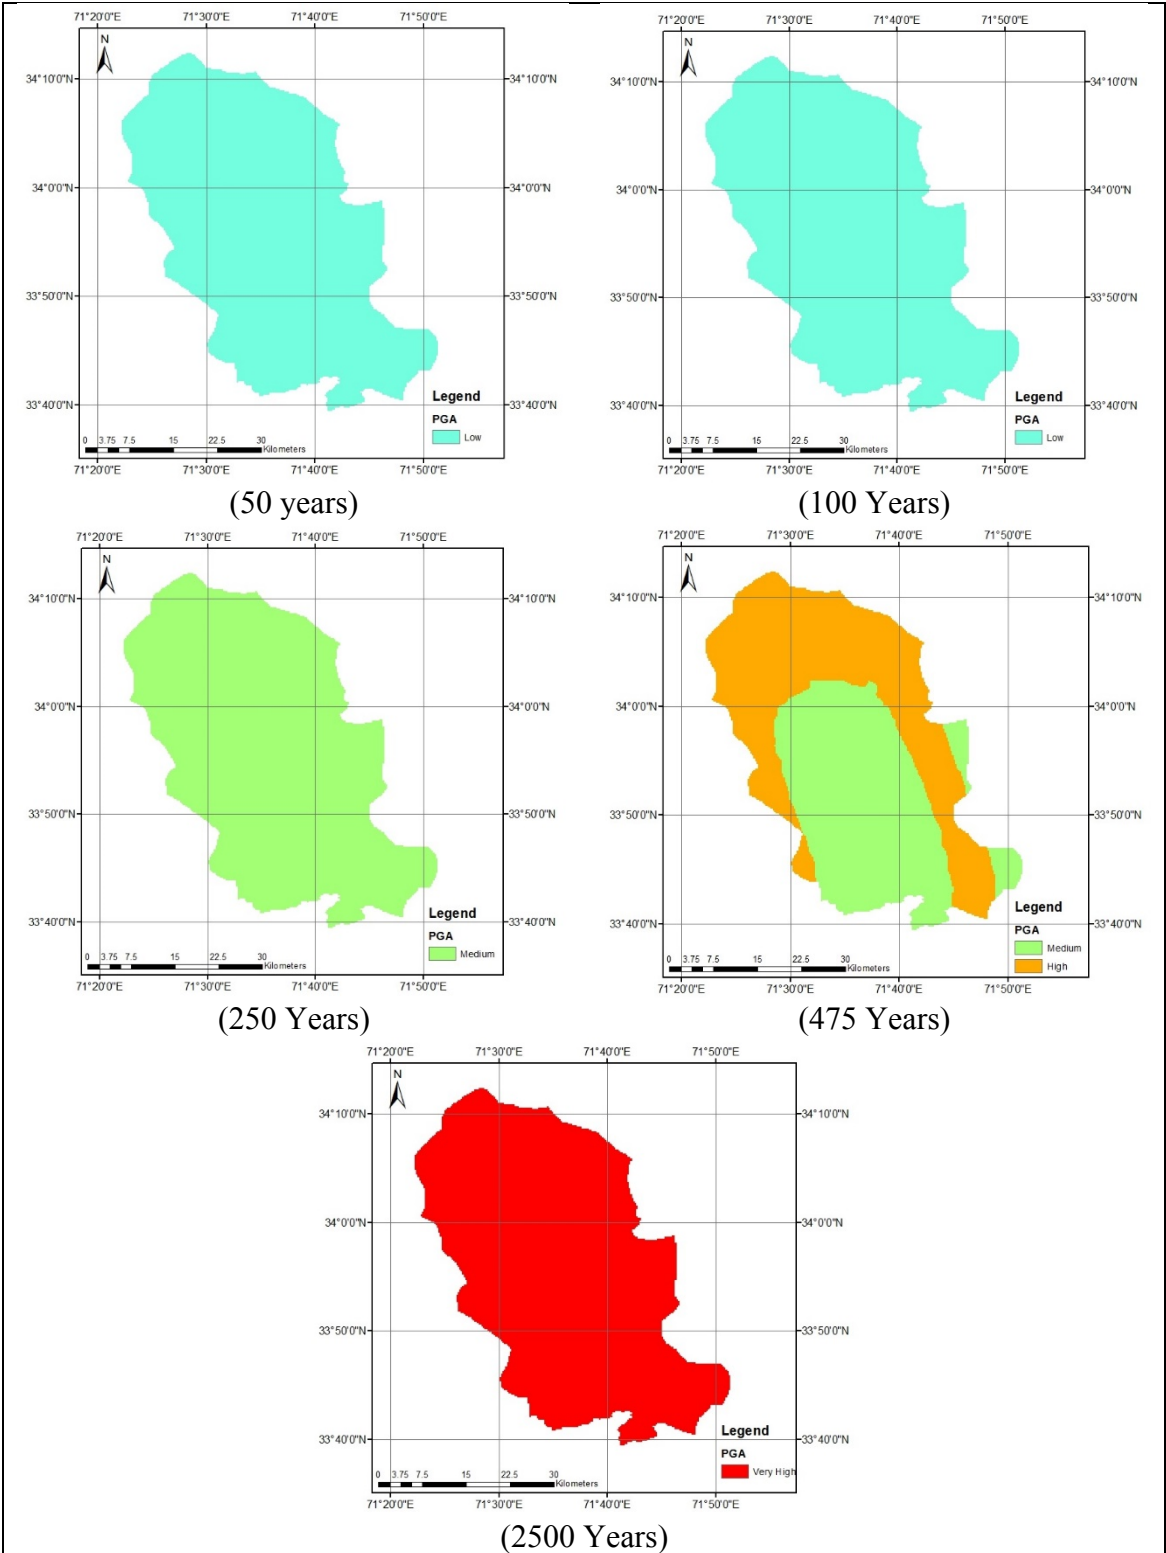 71°20'0"E 71°30'0"E 71°40'0"E 71°50'0"E
N
34°10'0"N 34°10'0"N
34°0'0"N 34°0'0"N
33°50'0"N 33°50'0"N
33°40'0"N 33°40'0"N
Legend
PGA
Low
0 3.75 7.5 15 22.5 30
Kilometers
71°20'0"E 71°30'0"E 71°40'0"E 71°50'0"E
(50 years)
71°20'0"E 71°30'0"E 71°40'0"E 71°50'0"E
N
34°10'0"N 34°10'0"N
34°0'0"N 34°0'0"N
33°50'0"N 33°50'0"N
33°40'0"N 33°40'0"N
Legend
PGA
Low
0 3.75 7.5 15 22.5 30
Kilometers
71°20'0"E 71°30'0"E 71°40'0"E 71°50'0"E
(100 Years)
71°20'0"E 71°30'0"E 71°40'0"E 71°50'0"E
N
34°10'0"N 34°10'0"N
34°0'0"N 34°0'0"N
33°50'0"N 33°50'0"N
33°40'0"N 33°40'0"N
Legend
PGA
Medium
0 3.75 7.5 15 22.5 30
Kilometers
71°20'0"E 71°30'0"E 71°40'0"E 71°50'0"E
(250 Years)
71°20'0"E 71°30'0"E 71°40'0"E 71°50'0"E
N
34°10'0"N 34°10'0"N
34°0'0"N 34°0'0"N
33°50'0"N 33°50'0"N
33°40'0"N 33°40'0"N
Legend
PGA
Medium
High
0 3.75 7.5 15 22.5 30
Kilometers
71°20'0"E 71°30'0"E 71°40'0"E 71°50'0"E
(475 Years)
71°20'0"E 71°30'0"E 71°40'0"E 71°50'0"E
N
34°10'0"N 34°10'0"N
34°0'0"N 34°0'0"N
33°50'0"N 33°50'0"N
33°40'0"N 33°40'0"N
Legend
PGA
Very High
0 3.75 7.5 15 22.5 30
Kilometers
71°20'0"E 71°30'0"E 71°40'0"E 71°50'0"E
(2500 Years)